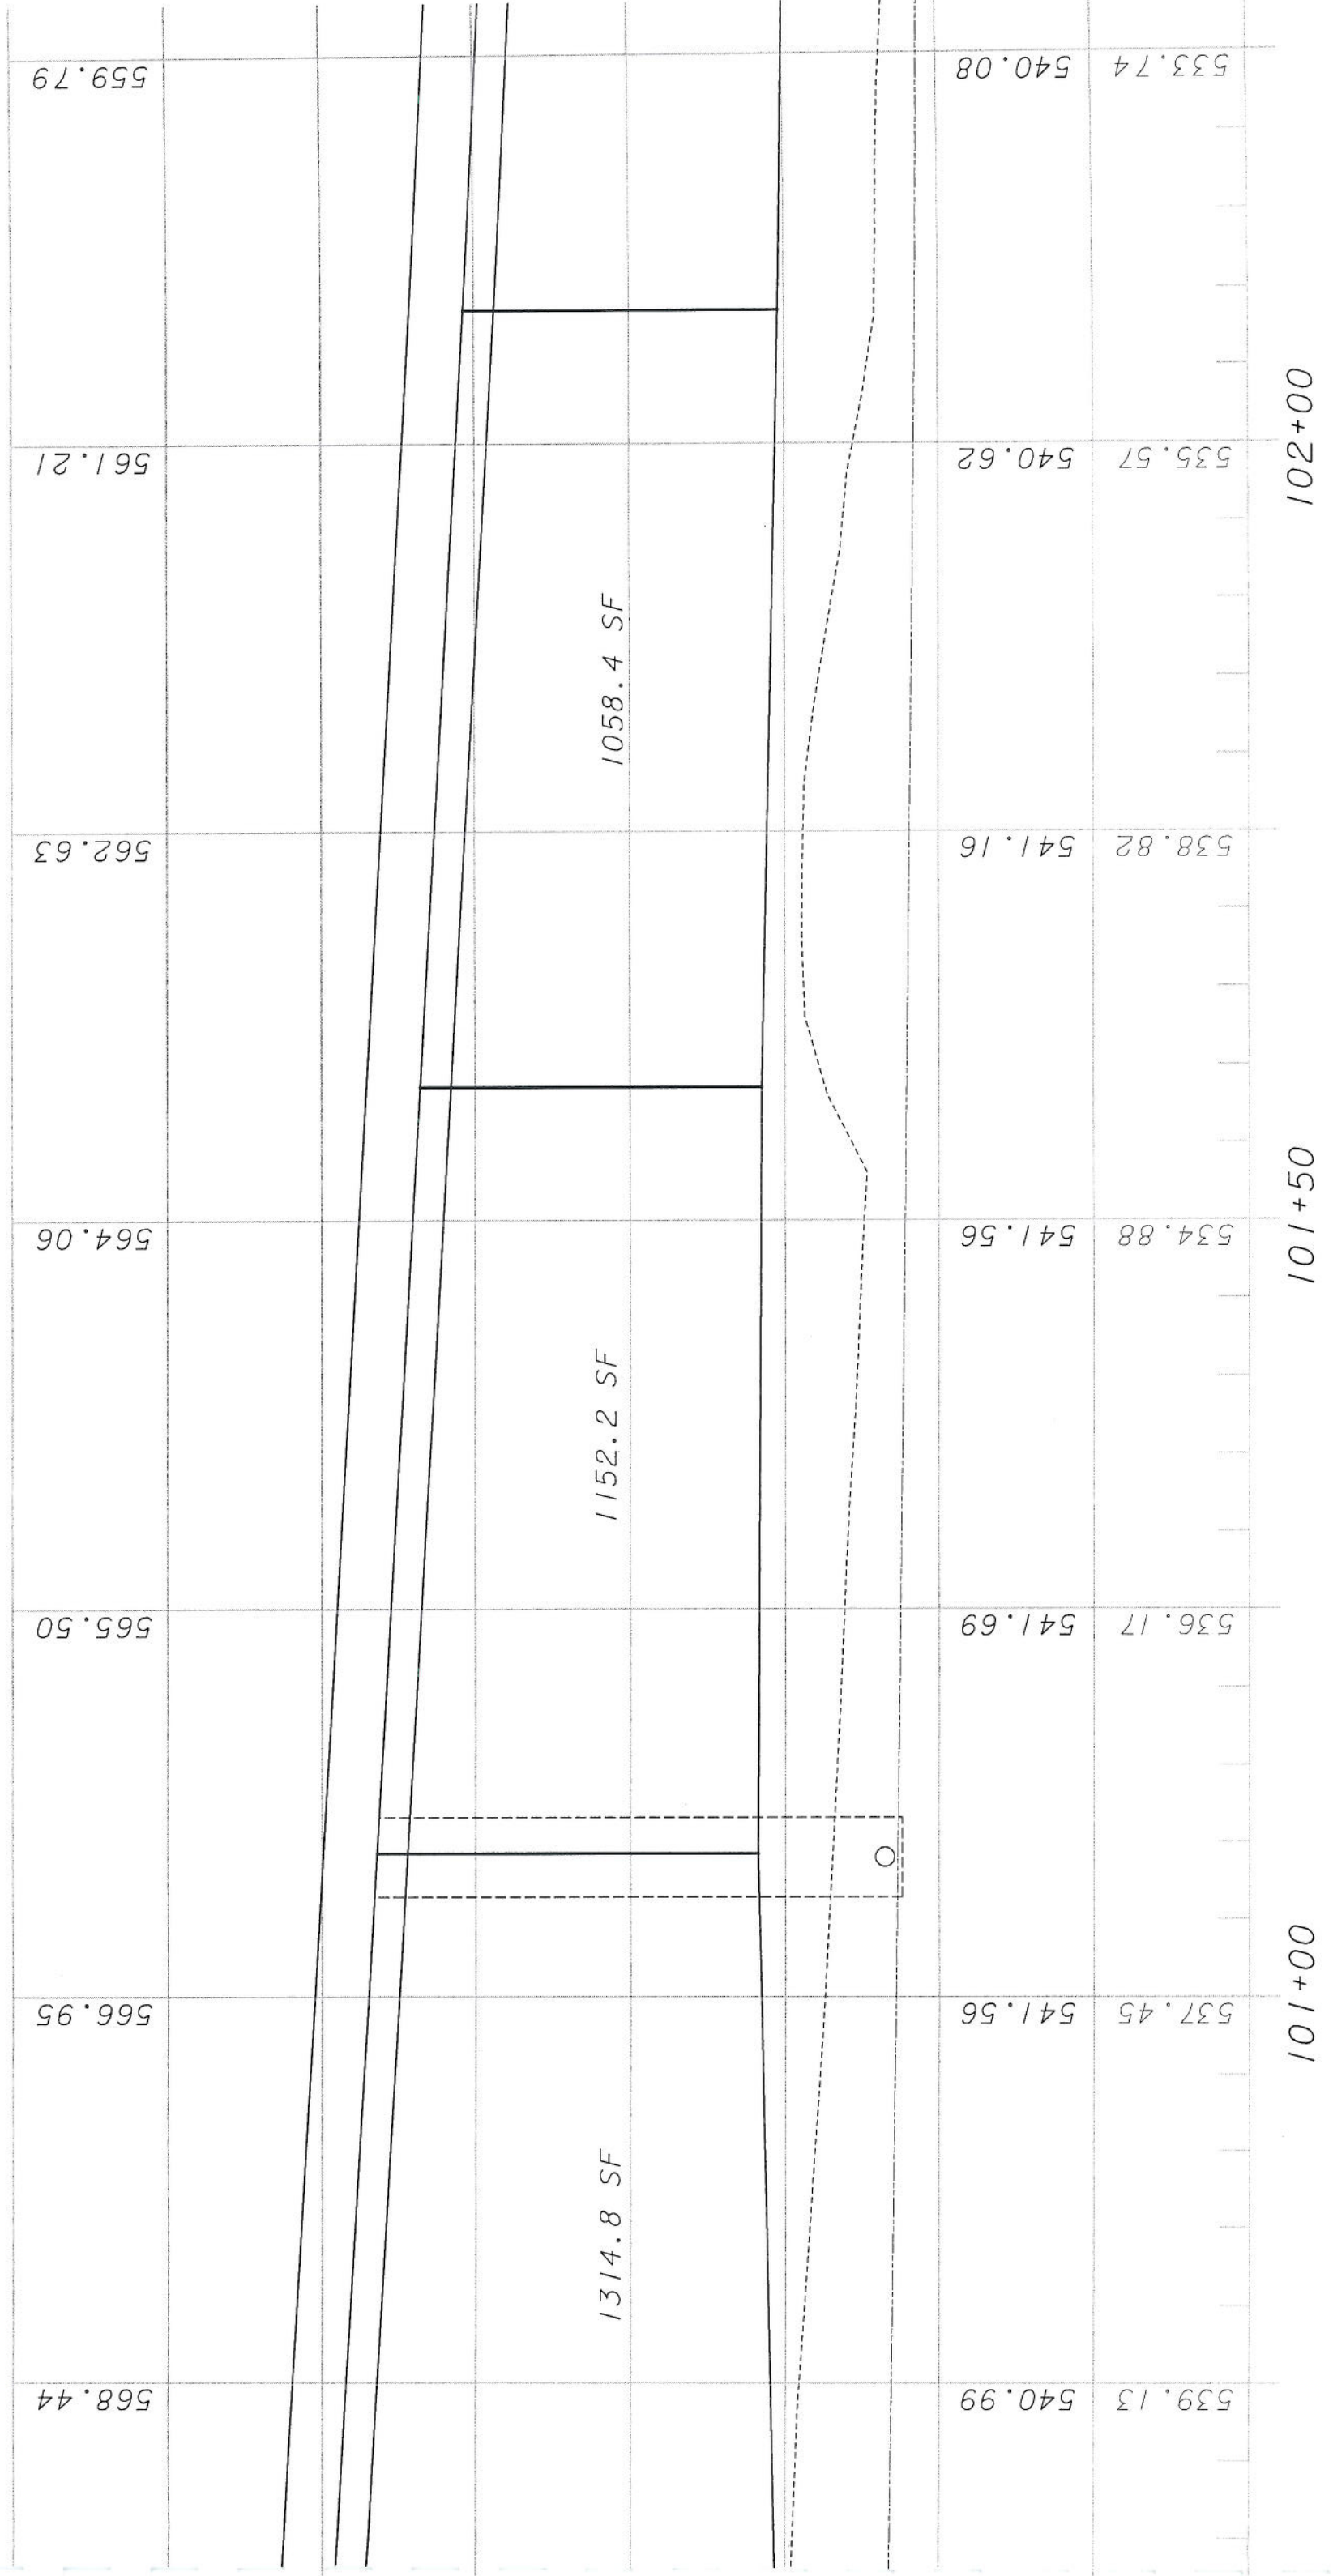 559.79 540.08 533.74
561.21 540.62 535.57
102+00
1058.4 SF
562.63 541.16 538.82
564.06 541.56 534.88
101+50
1152.2 SF
565.50 541.69 536.17
566.95 541.56 537.45
101+00
1314.8 SF
568.44 540.99 539.13